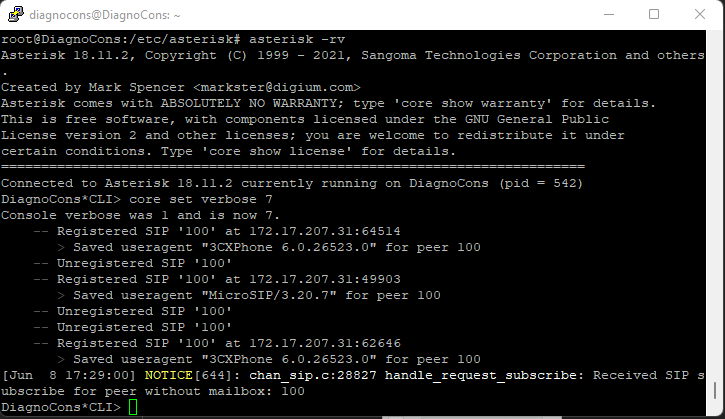 diagnocons@DiagnoCons: ~
root@DiagnoCons:/etc/asterisk# asterisk -rv
Asterisk 18.11.2, Copyright (C) 1999 - 2021, Sangoma Technologies Corporation and others
.
Created by Mark Spencer <markster@digium.com>
Asterisk comes with ABSOLUTELY NO WARRANTY; type 'core show warranty' for details.
This is free software, with components licensed under the GNU General Public
License version 2 and other licenses; you are welcome to redistribute it under
certain conditions. Type 'core show license' for details.
=========================================================================
Connected to Asterisk 18.11.2 currently running on DiagnoCons (pid = 542)
DiagnoCons*CLI> core set verbose 7
Console verbose was 1 and is now 7.
    -- Registered SIP '100' at 172.17.207.31:64514
       > Saved useragent "3CXPhone 6.0.26523.0" for peer 100
    -- Unregistered SIP '100'
    -- Registered SIP '100' at 172.17.207.31:49903
       > Saved useragent "MicroSIP/3.20.7" for peer 100
    -- Unregistered SIP '100'
    -- Unregistered SIP '100'
    -- Registered SIP '100' at 172.17.207.31:62646
       > Saved useragent "3CXPhone 6.0.26523.0" for peer 100
[Jun  8 17:29:00] NOTICE[644]: chan_sip.c:28827 handle_request_subscribe: Received SIP s
ubscribe for peer without mailbox: 100
DiagnoCons*CLI>